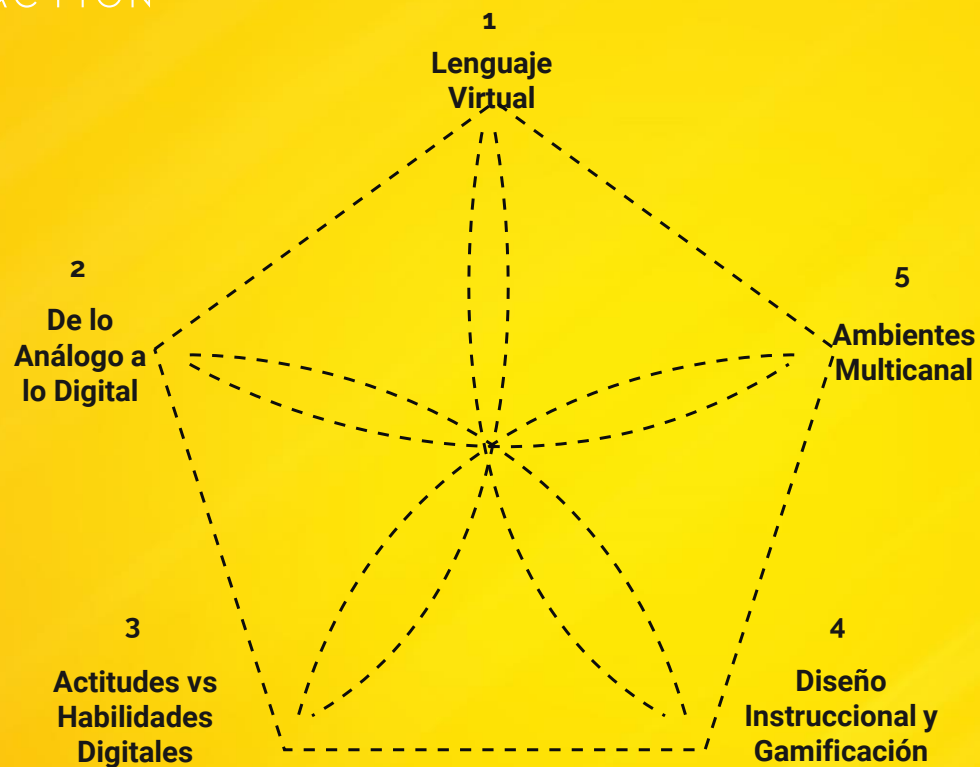 ACTION
1
Lenguaje
Virtual
2
De lo
Análogo a
lo Digital
5
Ambientes
Multicanal
3
Actitudes vs
Habilidades
Digitales
4
Diseño
Instruccional y
Gamificación